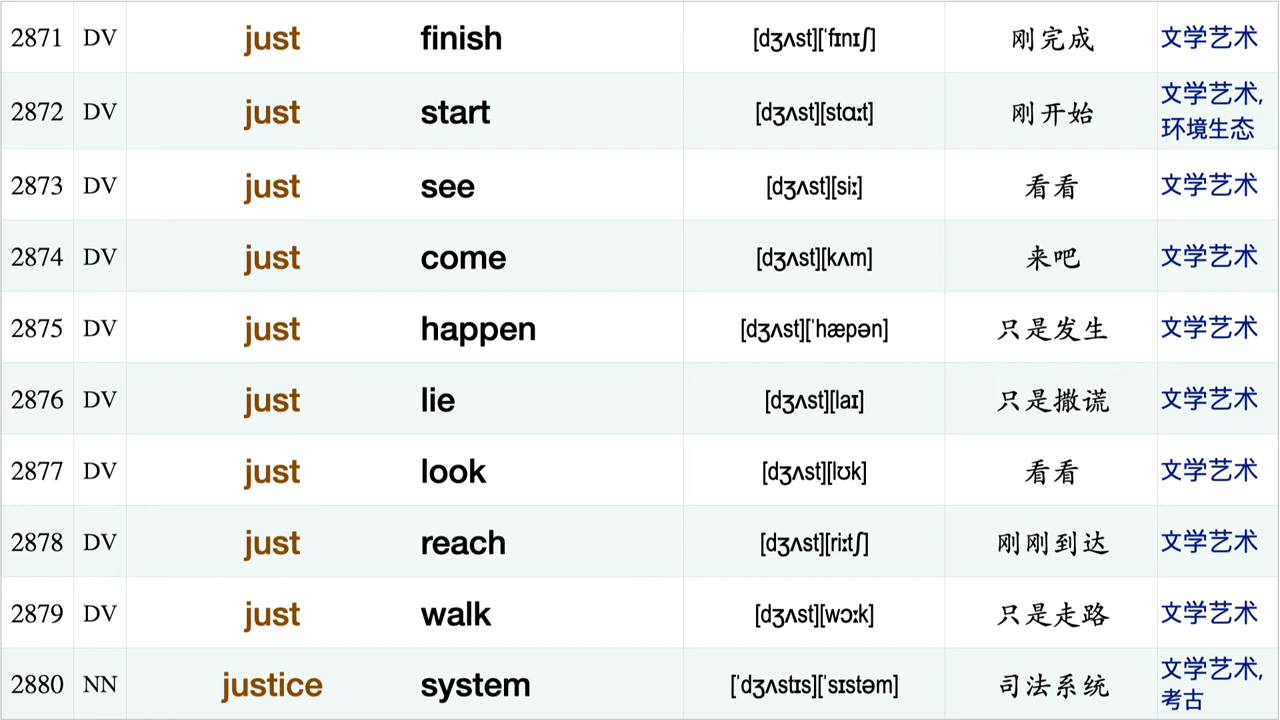 2871 DV just finish [dʒʌst][ˈfɪnɪʃ] 刚完成 文学艺术
2872 DV just start [dʒʌst][stɑːt] 刚开始 文学艺术,
环境生态
2873 DV just see [dʒʌst][siː] 看看 文学艺术
2874 DV just come [dʒʌst][kʌm] 来吧 文学艺术
2875 DV just happen [dʒʌst][ˈhæpən] 只是发生 文学艺术
2876 DV just lie [dʒʌst][laɪ] 只是撒谎 文学艺术
2877 DV just look [dʒʌst][lʊk] 看看 文学艺术
2878 DV just reach [dʒʌst][riːtʃ] 刚刚到达 文学艺术
2879 DV just walk [dʒʌst][wɔːk] 只是走路 文学艺术
2880 NN justice system [ˈdʒʌstɪs][ˈsɪstəm] 司法系统 文学艺术,
考古